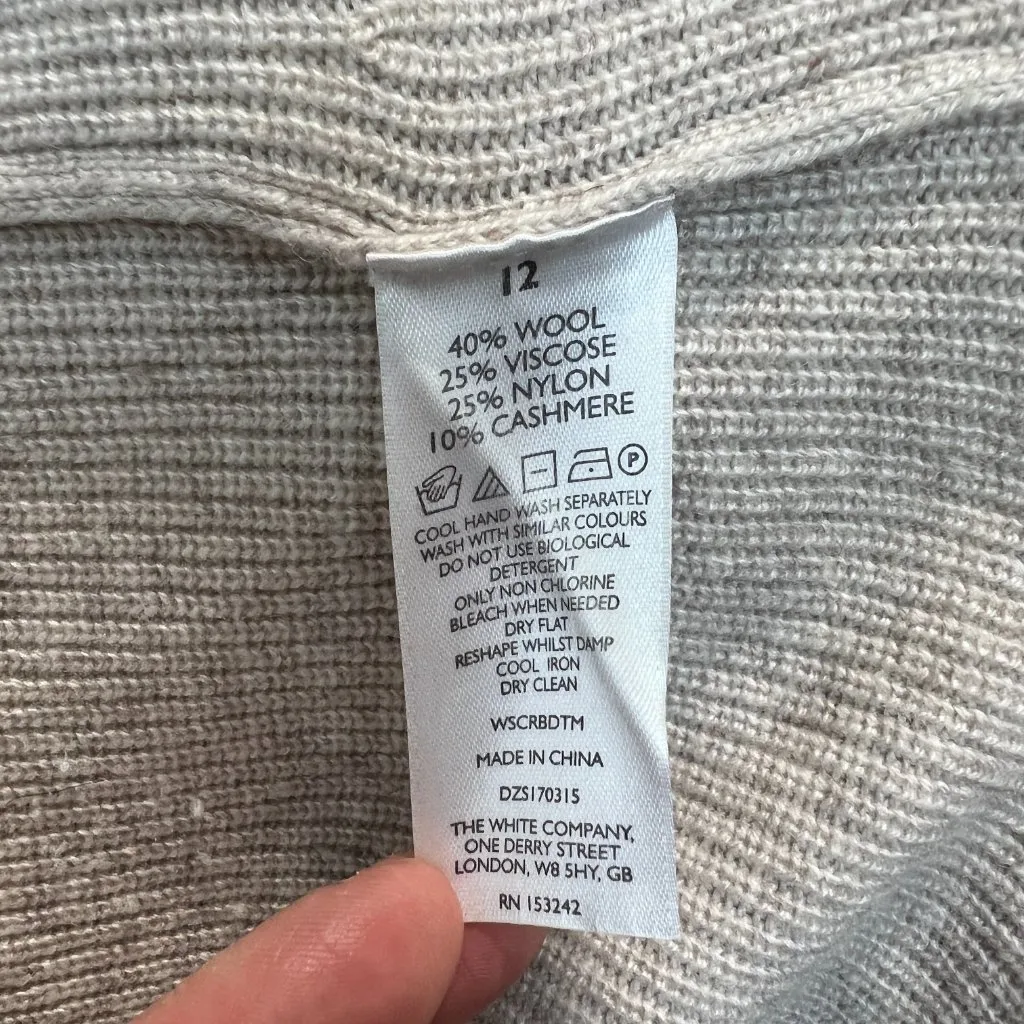 12
40% WOOL
25% VISCOSE
25% NYLON
10% CASHMERE
P
COOL HAND WASH SEPARATELY
WASH WITH SIMILAR COLOURS
DO NOT USE BIOLOGICAL
DETERGENT
ONLY NON CHLORINE
BLEACH WHEN NEEDED
DRY FLAT
RESHAPE WHILST DAMP
COOL IRON
DRY CLEAN
WSCRBDTM
MADE IN CHINA
DZS170315
THE WHITE COMPANY,
ONE DERRY STREET
LONDON, W8 5HY, GB
RN 153242